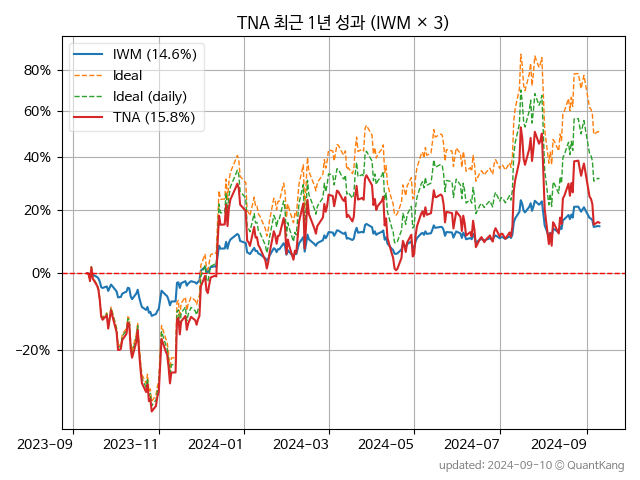 TNA 최근 1년 성과 (IWM × 3)
IWM (14.6%)
Ideal
Ideal (daily)
TNA (15.8%)
80%
60%
40%
20%
0%
−20%
2023-09
2023-11
2024-01
2024-03
2024-05
2024-07
2024-09
updated: 2024-09-10 © QuantKang